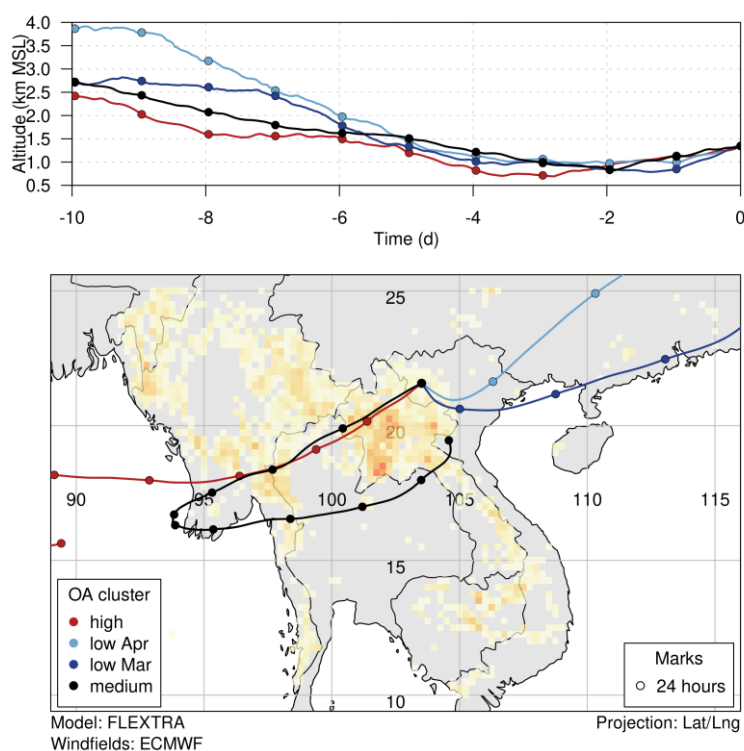 4.0
3.5
3.0
2.5
2.0
1.5
1.0
0.5
Altitude (km MSL)
-10 -8 -6 -4 -2 0
Time (d)
25
20
90 95 100 105 110 115
15
10
OA cluster
high
low Apr
low Mar
medium
Marks
24 hours
Model: FLEXTRA Projection: Lat/Lng
Windfields: ECMWF